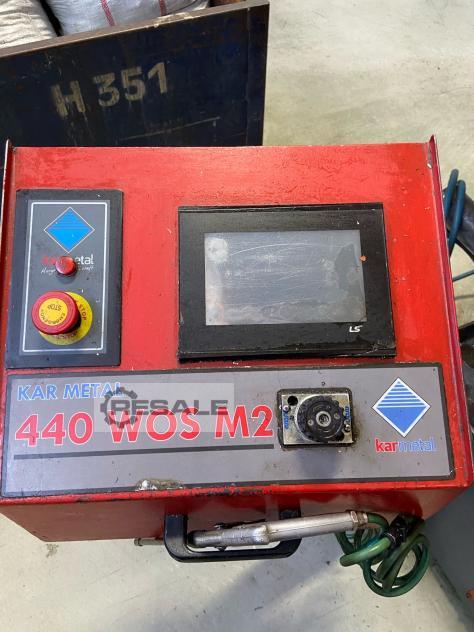 H 351
karmetal
STOP
LS
KAR METAL
440 WOS M2
RESALE
karmetal